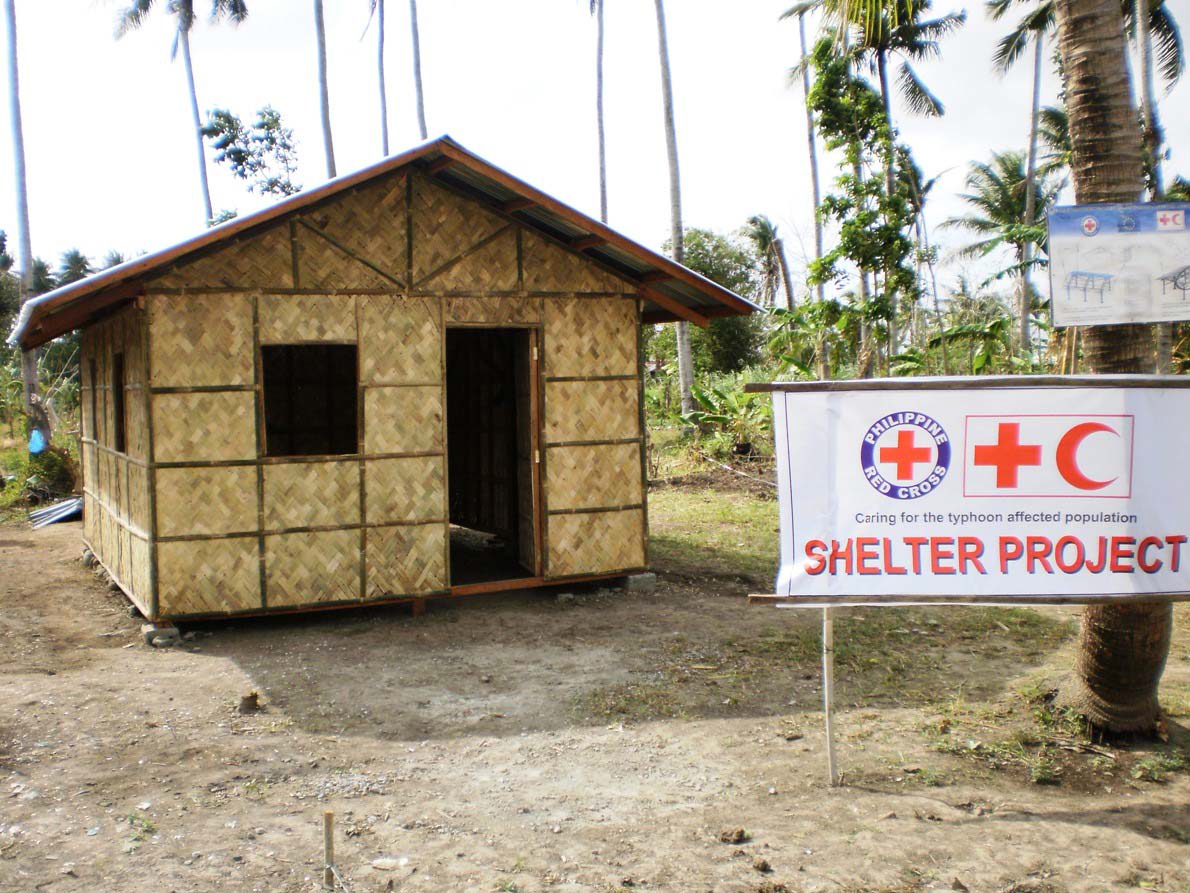 PHILIPPINE
RED CROSS
Caring for the typhoon affected population
SHELTER PROJECT